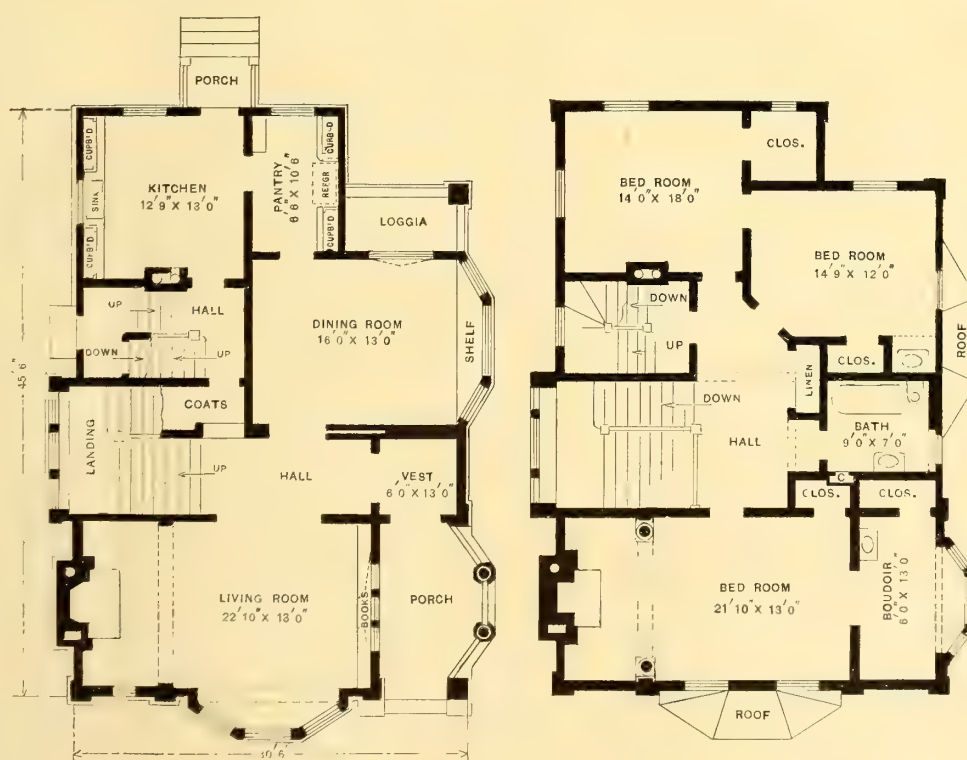 PORCH
CUPB'D
KITCHEN
12'9" X 13'0"
SINK
CUPB'D
PANTRY
6'6" X 10'6"
CUPB'D
REFGR
CUPB'D
LOGGIA
UP
HALL
DOWN
UP
DINING ROOM
16'0" X 13'0"
SHELF
45'6"
COATS
LANDING
UP
HALL
VEST
6'0" X 13'0"
LIVING ROOM
22'10" X 13'0"
BOOKS
PORCH
CLOS.
BED ROOM
14'0" X 18'0"
BED ROOM
14'9" X 12'0"
ROOF
DOWN
UP
CLOS.
LINEN
DOWN
HALL
BATH
9'0" X 7'0"
C
CLOS.
CLOS.
BED ROOM
21'10" X 13'0"
BOUDOIR
6'0" X 13'0
ROOF